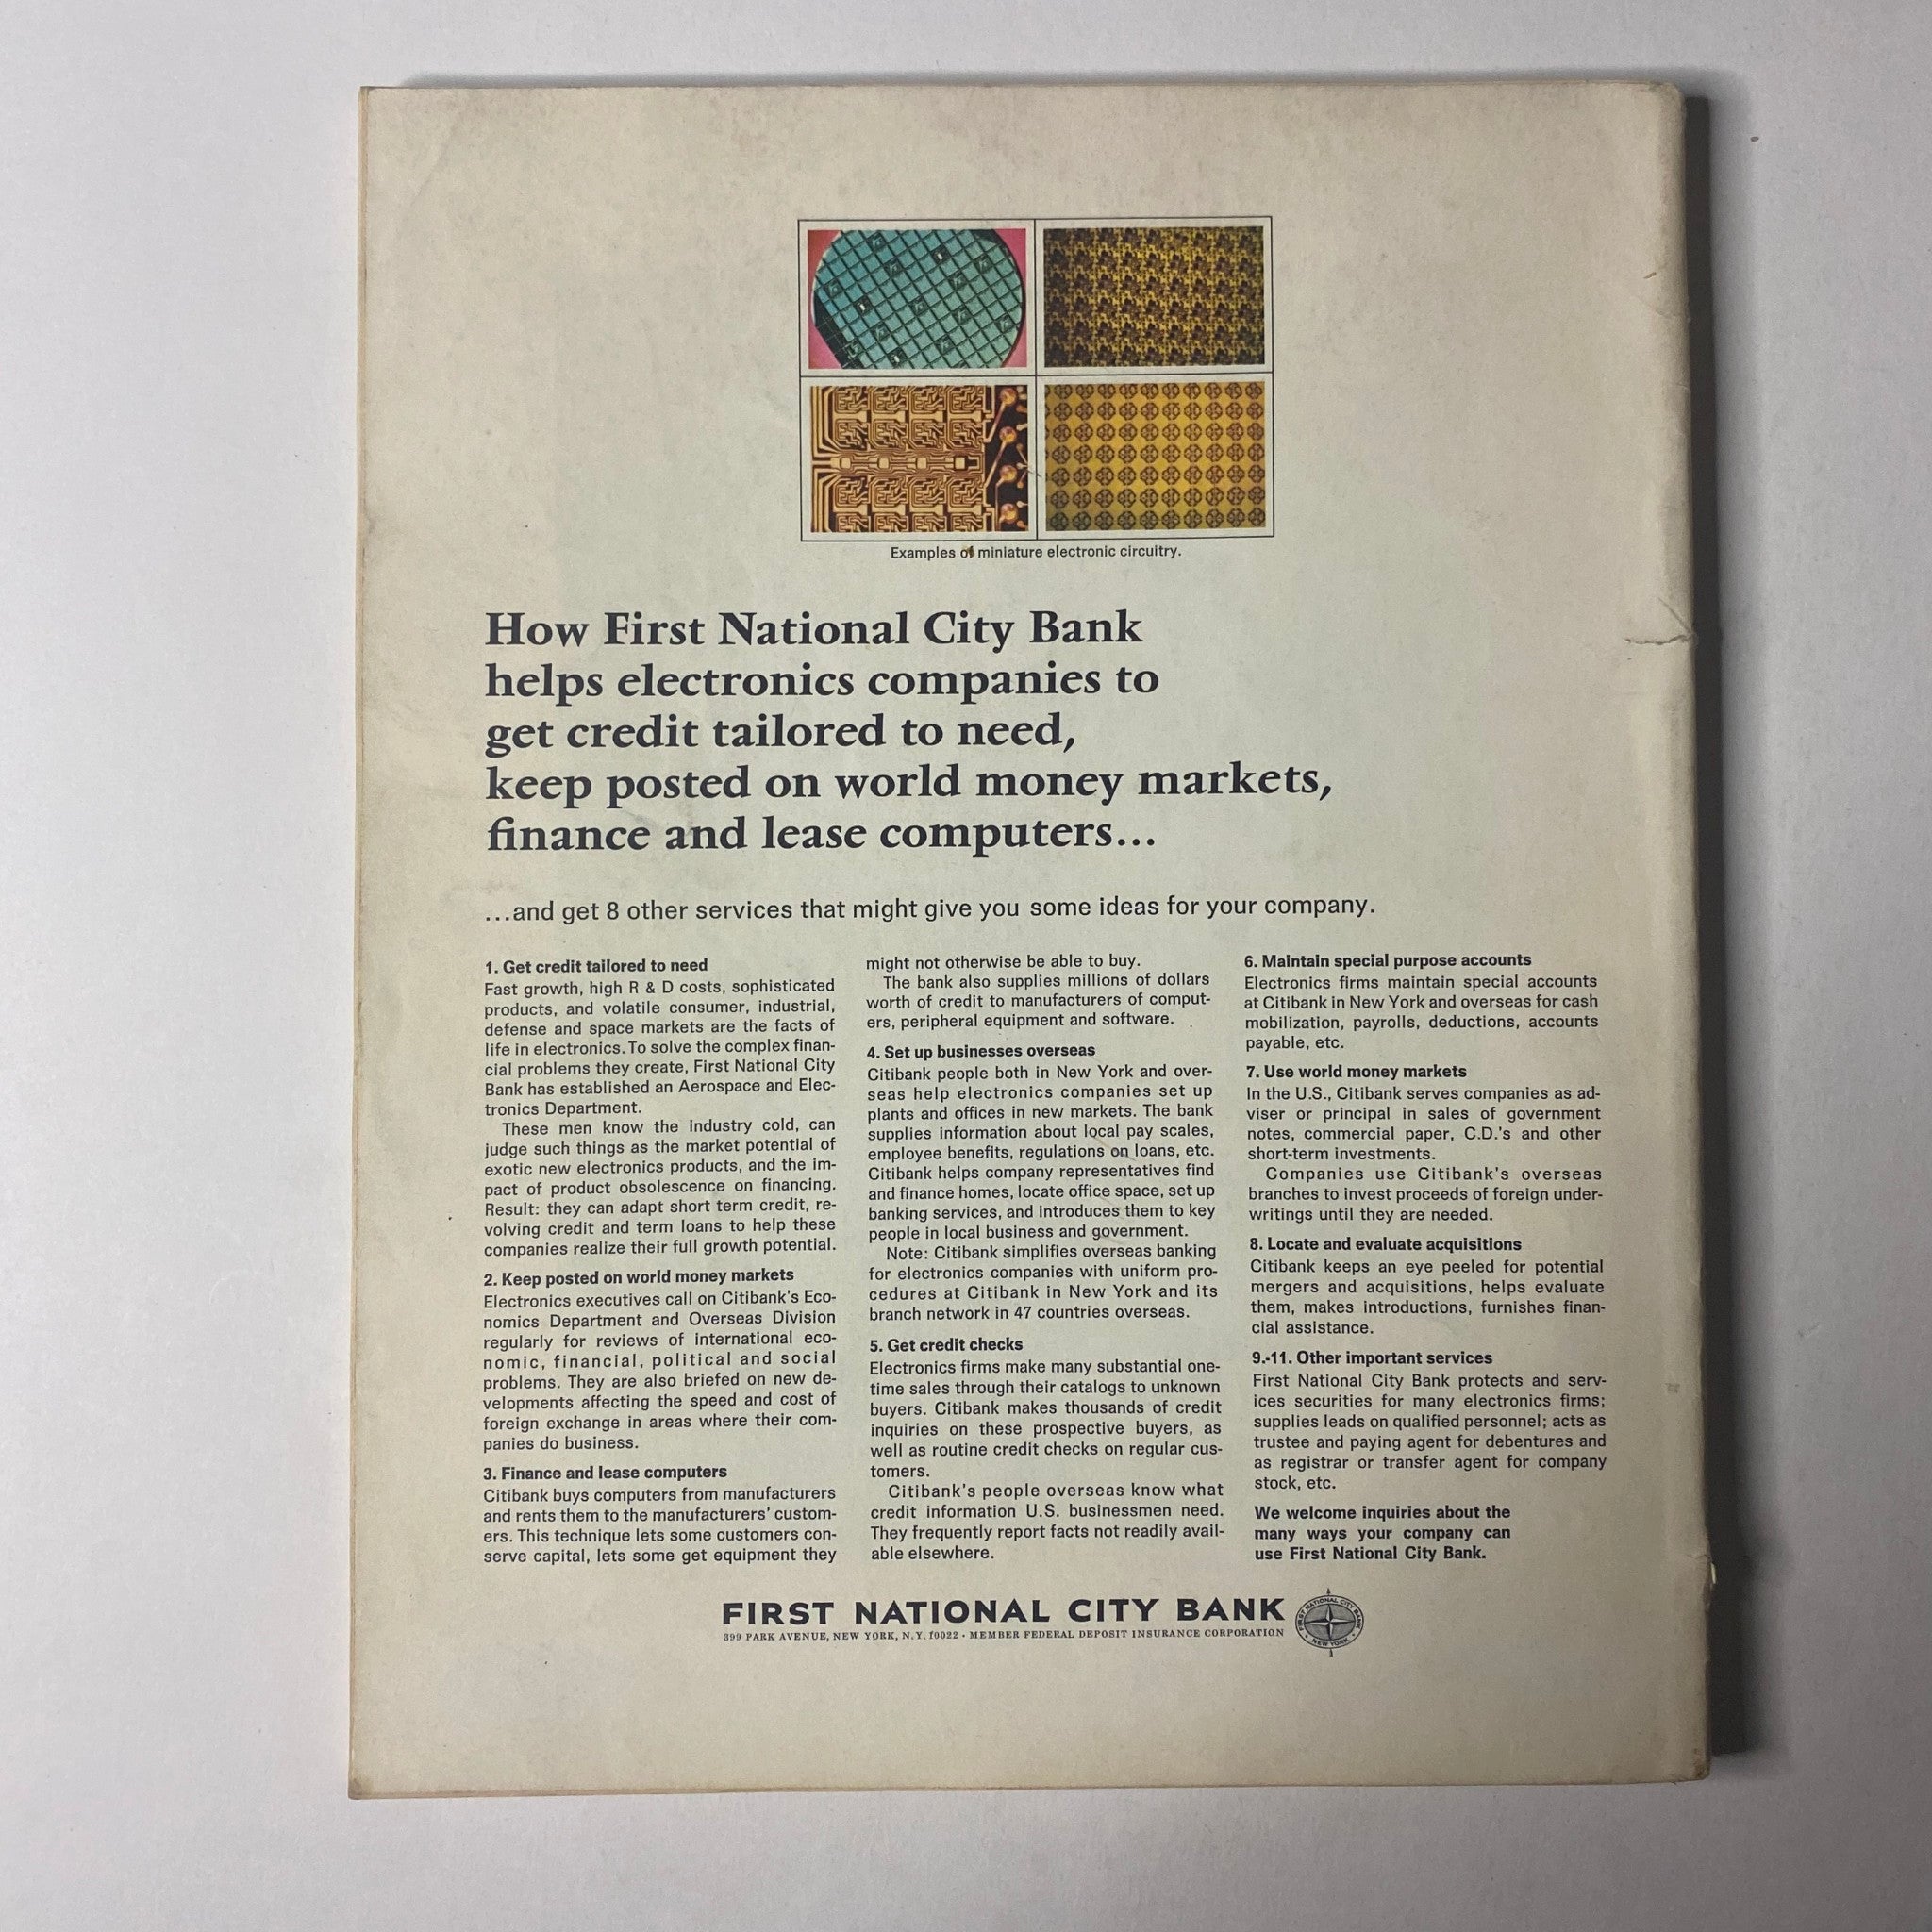 Examples of miniature electronic circuitry.
How First National City Bank
helps electronics companies to
get credit tailored to need,
keep posted on world money markets,
finance and lease computers...
...and get 8 other services that might give you some ideas for your company.
1. Get credit tailored to need
Fast growth, high R & D costs, sophisticated
products, and volatile consumer, industrial,
defense and space markets are the facts of
life in electronics. To solve the complex finan-
cial problems they create, First National City
Bank has established an Aerospace and Elec-
tronics Department.
These men know the industry cold, can
judge such things as the market potential of
exotic new electronics products, and the im-
pact of product obsolescence on financing.
Result: they can adapt short term credit, re-
volving credit and term loans to help these
companies realize their full growth potential.
2. Keep posted on world money markets
Electronics executives call on Citibank's Eco-
nomics Department and Overseas Division
regularly for reviews of international eco-
nomic, financial, political and social
problems. They are also briefed on new de-
velopments affecting the speed and cost of
foreign exchange in areas where their com-
panies do business.
3. Finance and lease computers
Citibank buys computers from manufacturers
and rents them to the manufacturers' custom-
ers. This technique lets some customers con-
serve capital, lets some get equipment they
might not otherwise be able to buy.
The bank also supplies millions of dollars
worth of credit to manufacturers of comput-
ers, peripheral equipment and software.
4. Set up businesses overseas
Citibank people both in New York and over-
seas help electronics companies set up
plants and offices in new markets. The bank
supplies information about local pay scales,
employee benefits, regulations on loans, etc.
Citibank helps company representatives find
and finance homes, locate office space, set up
banking services, and introduces them to key
people in local business and government.
Note: Citibank simplifies overseas banking
for electronics companies with uniform pro-
cedures at Citibank in New York and its
branch network in 47 countries overseas.
5. Get credit checks
Electronics firms make many substantial one-
time sales through their catalogs to unknown
buyers. Citibank makes thousands of credit
inquiries on these prospective buyers, as
well as routine credit checks on regular cus-
tomers.
Citibank's people overseas know what
credit information U.S. businessmen need.
They frequently report facts not readily avail-
able elsewhere.
6. Maintain special purpose accounts
Electronics firms maintain special accounts
at Citibank in New York and overseas for cash
mobilization, payrolls, deductions, accounts
payable, etc.
7. Use world money markets
In the U.S., Citibank serves companies as ad-
viser or principal in sales of government
notes, commercial paper, C.D.'s and other
short-term investments.
Companies use Citibank's overseas
branches to invest proceeds of foreign under-
writings until they are needed.
8. Locate and evaluate acquisitions
Citibank keeps an eye peeled for potential
mergers and acquisitions, helps evaluate
them, makes introductions, furnishes finan-
cial assistance.
9.-11. Other important services
First National City Bank protects and serv-
ices securities for many electronics firms;
supplies leads on qualified personnel; acts as
trustee and paying agent for debentures and
as registrar or transfer agent for company
stock, etc.
We welcome inquiries about the
many ways your company can
use First National City Bank.
FIRST NATIONAL CITY BANK
399 PARK AVENUE, NEW YORK, N.Y. 10022 · MEMBER FEDERAL DEPOSIT INSURANCE CORPORATION
FIRST NATIONAL CITY BANK
NEW YORK